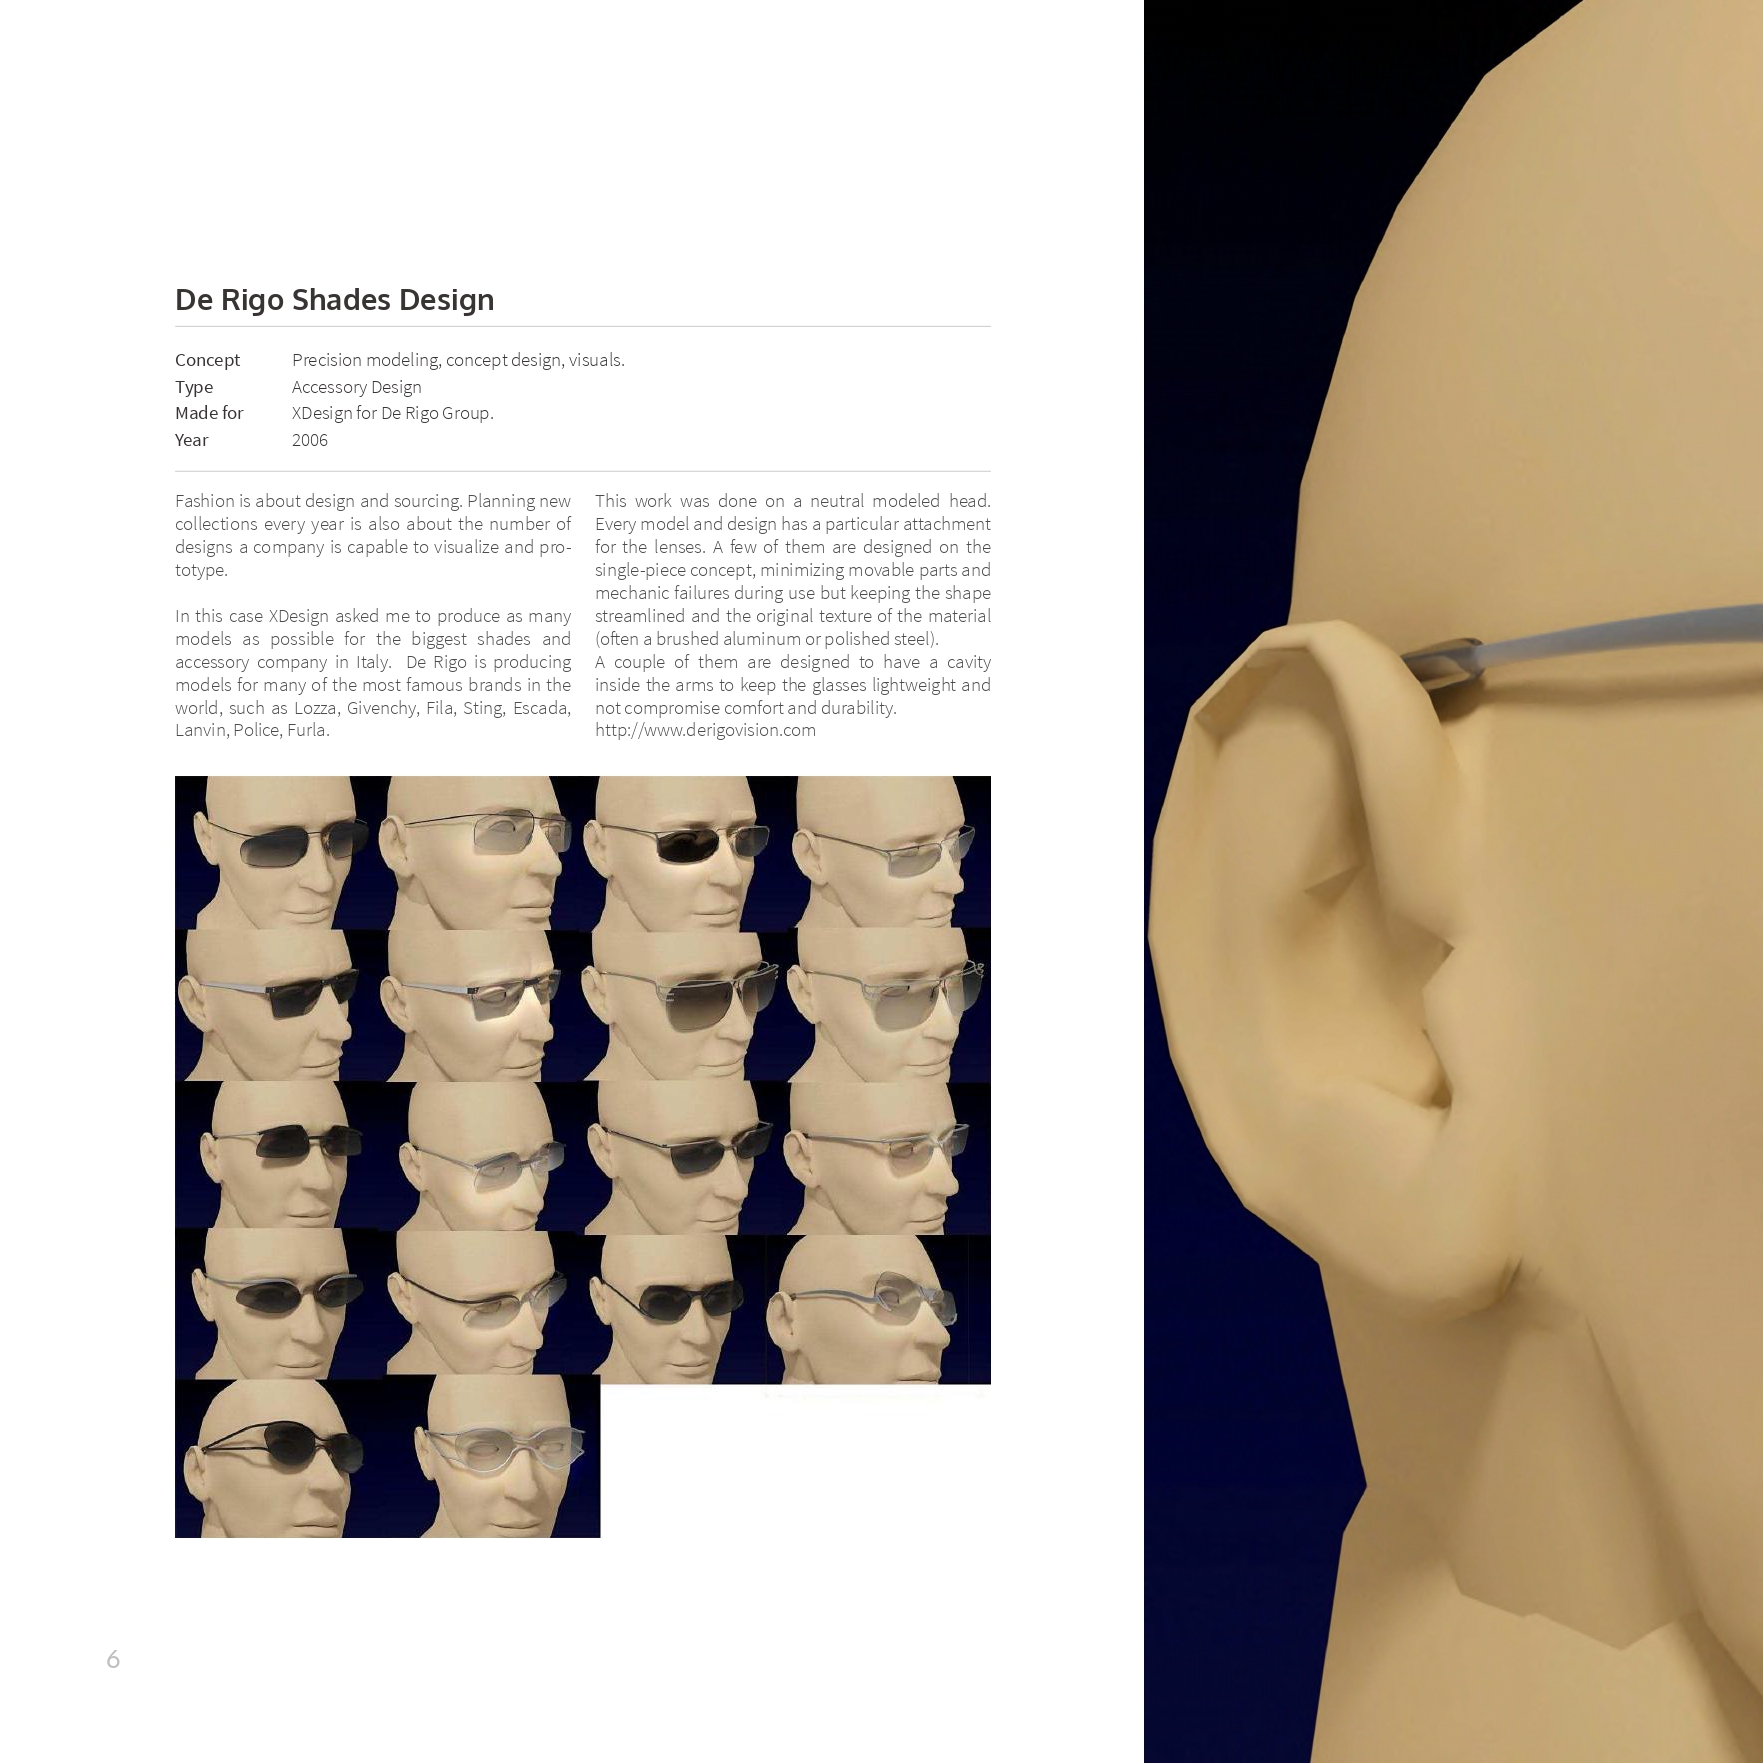 De Rigo Shades Design
Concept Precision modeling, concept design, visuals.
Type Accessory Design
Made for XDesign for De Rigo Group.
Year 2006
Fashion is about design and sourcing. Planning new
collections every year is also about the number of
designs a company is capable to visualize and pro-
totype.
In this case XDesign asked me to produce as many
models as possible for the biggest shades and
accessory company in Italy. De Rigo is producing
models for many of the most famous brands in the
world, such as Lozza, Givenchy, Fila, Sting, Escada,
Lanvin, Police, Furla.
This work was done on a neutral modeled head.
Every model and design has a particular attachment
for the lenses. A few of them are designed on the
single-piece concept, minimizing movable parts and
mechanic failures during use but keeping the shape
streamlined and the original texture of the material
(often a brushed aluminum or polished steel).
A couple of them are designed to have a cavity
inside the arms to keep the glasses lightweight and
not compromise comfort and durability.
http://www.derigovision.com
6